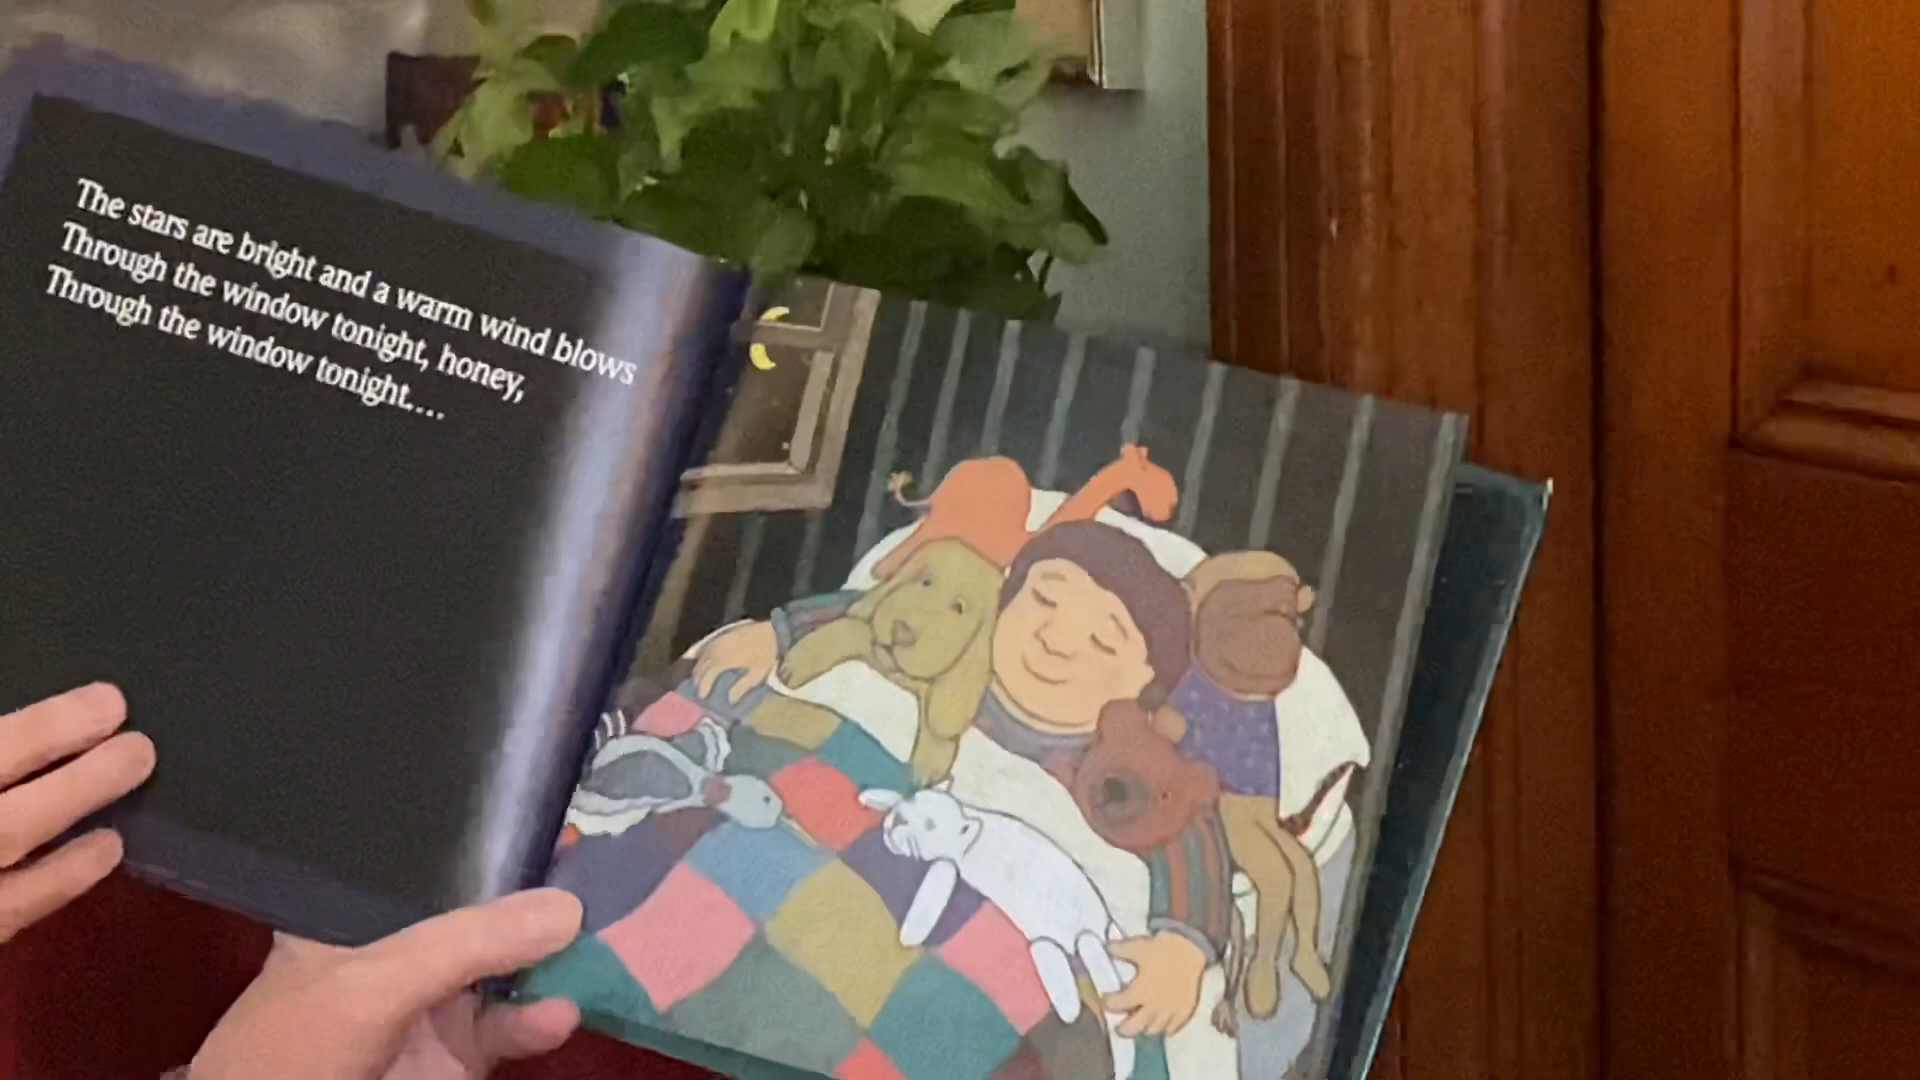 The stars are bright and a warm wind blows
Through the window tonight, honey,
Through the window tonight....